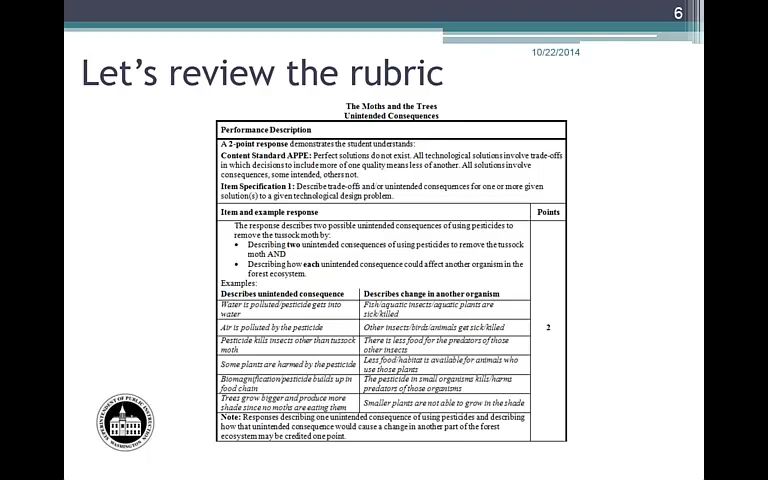 6
10/22/2014
Let's review the rubric
The Moths and the Trees
Unintended Consequences
Performance Description
A 2-point response demonstrates the student understands:
Content Standard APPE: Perfect solutions do not exist. All technological solutions involve trade-offs
in which decisions to include more of one quality means less of another. All solutions involve
consequences, some intended, others not.
Item Specification 1: Describe trade-offs and/or unintended consequences for one or more given
solution(s) to a given technological design problem.
Item and example response Points
The response describes two possible unintended consequences of using pesticides to
remove the tussock moth by:
• Describing two unintended consequences of using pesticides to remove the tussock
moth AND
• Describing how each unintended consequence could affect another organism in the
forest ecosystem.
Examples:
Describes unintended consequence Describes change in another organism
Water is polluted/pesticide gets into Fish/aquatic insects/aquatic plants are
water sick/killed
Air is polluted by the pesticide Other insects/birds/animals get sick/killed
2
Pesticide kills insects other than tussock There is less food for the predators of those
moth other insects
Some plants are harmed by the pesticide Less food/habitat is available for animals who
use those plants
Biomagnification/pesticide builds up in The pesticide in small organisms kills/harms
food chain predators of those organisms
Trees grow bigger and produce more Smaller plants are not able to grow in the shade
shade since no moths are eating them
Note: Responses describing one unintended consequence of using pesticides and describing
how that unintended consequence would cause a change in another part of the forest
ecosystem may be credited one point.
SUPERINTENDENT OF PUBLIC INSTRUCTION
WASHINGTON